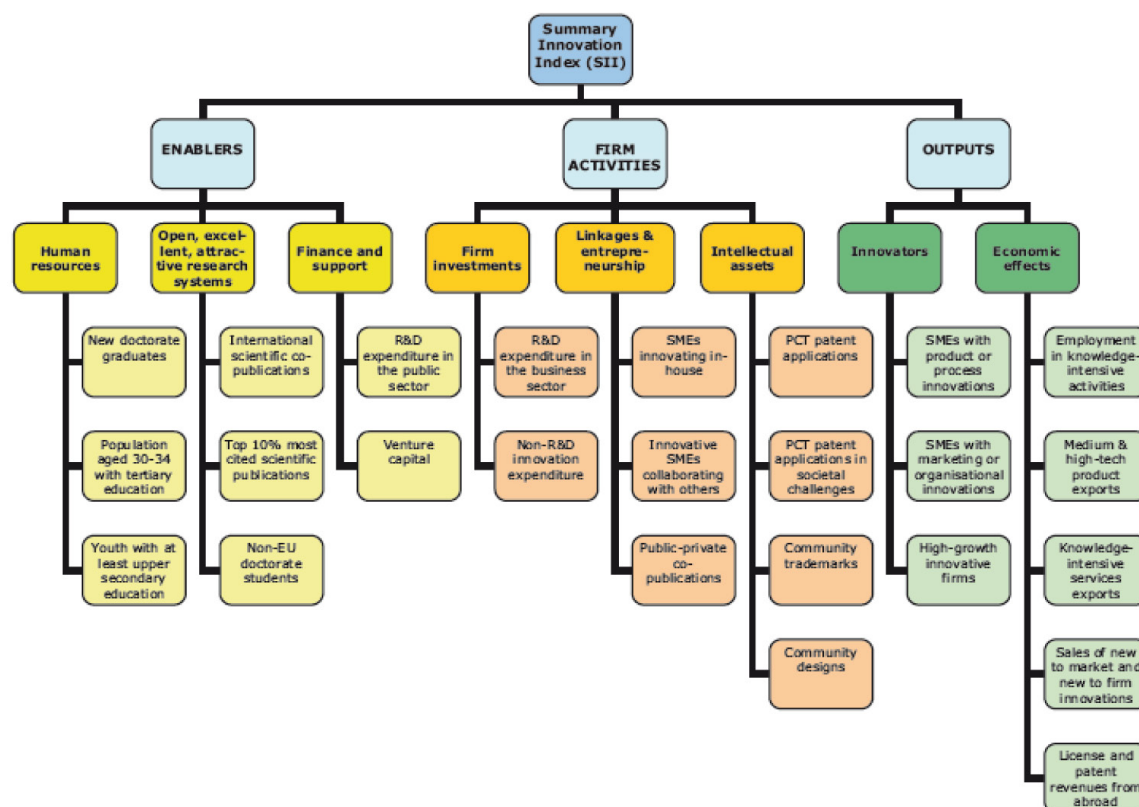 Summary
Innovation
Index (SII)
ENABLERS
FIRM
ACTIVITIES
OUTPUTS
Human
resources
Open, excel-
lent, attrac-
tive research
systems
Finance and
support
Firm
investments
Linkages &
entrepre-
neurship
Intellectual
assets
Innovators
Economic
effects
New doctorate
graduates
Population
aged 30-34
with tertiary
education
Youth with at
least upper
secondary
education
International
scientific co-
publications
Top 10% most
cited scientific
publications
Non-EU
doctorate
students
R&D
expenditure in
the public
sector
Venture
capital
R&D
expenditure in
the business
sector
Non-R&D
innovation
expenditure
SMEs
innovating in-
house
Innovative
SMEs
collaborating
with others
Public-private
co-
publications
PCT patent
applications
PCT patent
applications in
societal
challenges
Community
trademarks
Community
designs
SMEs with
product or
process
innovations
SMEs with
marketing or
organisational
innovations
High-growth
innovative
firms
Employment
in knowledge-
intensive
activities
Medium &
high-tech
product
exports
Knowledge-
intensive
services
exports
Sales of new
to market and
new to firm
innovations
License and
patent
revenues from
abroad